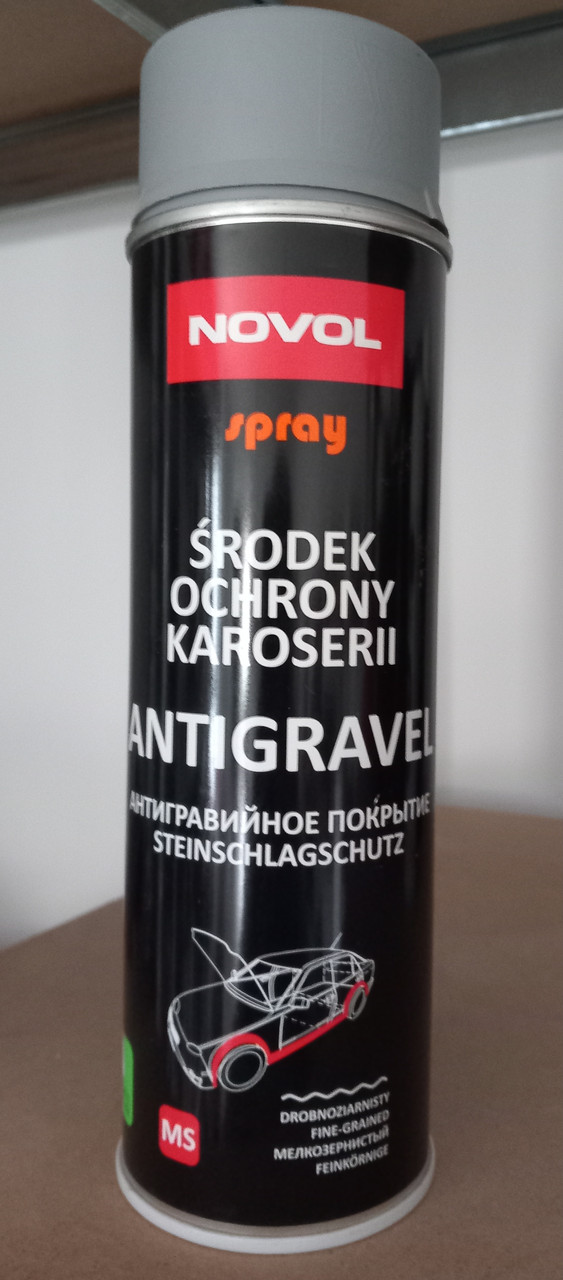 NOVOL
spray
ŚRODEK
OCHRONY
KAROSERII
ANTIGRAVEL
АНТИГРАВИЙНОЕ ПОКРЫТИЕ
STEINSCHLAGSCHUTZ
DROBNOZIARNISTY
FINE-GRAINED
МЕЛКОЗЕРНИСТЫЙ
FEINKÖRNIGE
MS